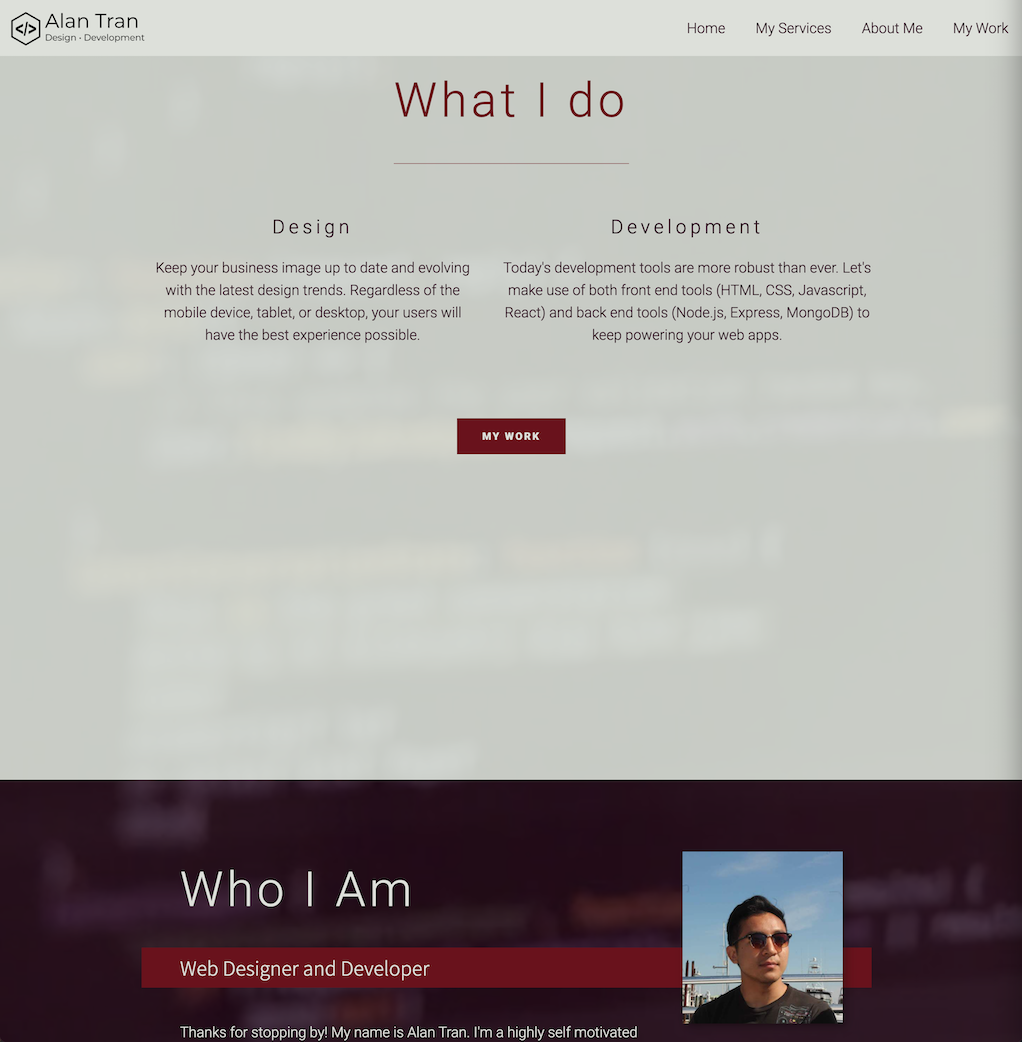 Alan Tran
Design • Development
Home My Services About Me My Work
What I do
Design
Keep your business image up to date and evolving
with the latest design trends. Regardless of the
mobile device, tablet, or desktop, your users will
have the best experience possible.
Development
Today's development tools are more robust than ever. Let's
make use of both front end tools (HTML, CSS, Javascript,
React) and back end tools (Node.js, Express, MongoDB) to
keep powering your web apps.
MY WORK
Who I Am
Web Designer and Developer
Thanks for stopping by! My name is Alan Tran. I'm a highly self motivated